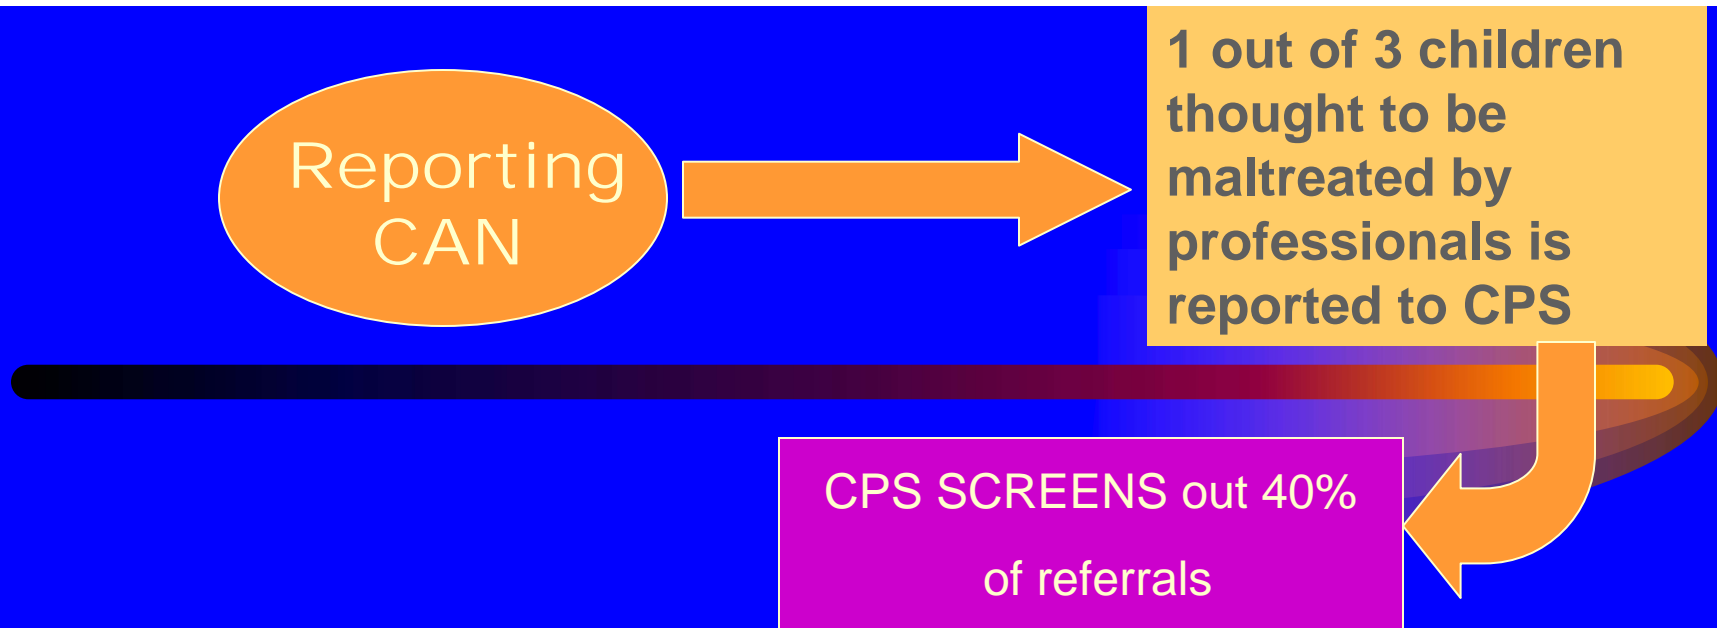 Reporting
CAN
1 out of 3 children
thought to be
maltreated by
professionals is
reported to CPS
CPS SCREENS out 40%
of referrals